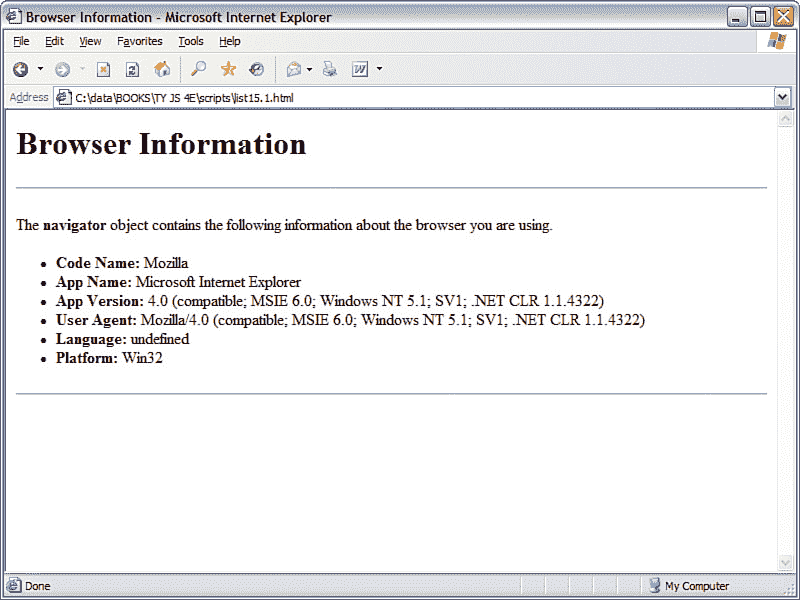 Browser Information - Microsoft Internet Explorer
File Edit View Favorites Tools Help
Address C:\data\BOOKS\TY JS 4E\scripts\list15.1.html
Browser Information
The navigator object contains the following information about the browser you are using.
• Code Name: Mozilla
• App Name: Microsoft Internet Explorer
• App Version: 4.0 (compatible; MSIE 6.0; Windows NT 5.1; SV1; .NET CLR 1.1.4322)
• User Agent: Mozilla/4.0 (compatible; MSIE 6.0; Windows NT 5.1; SV1; .NET CLR 1.1.4322)
• Language: undefined
• Platform: Win32
Done My Computer